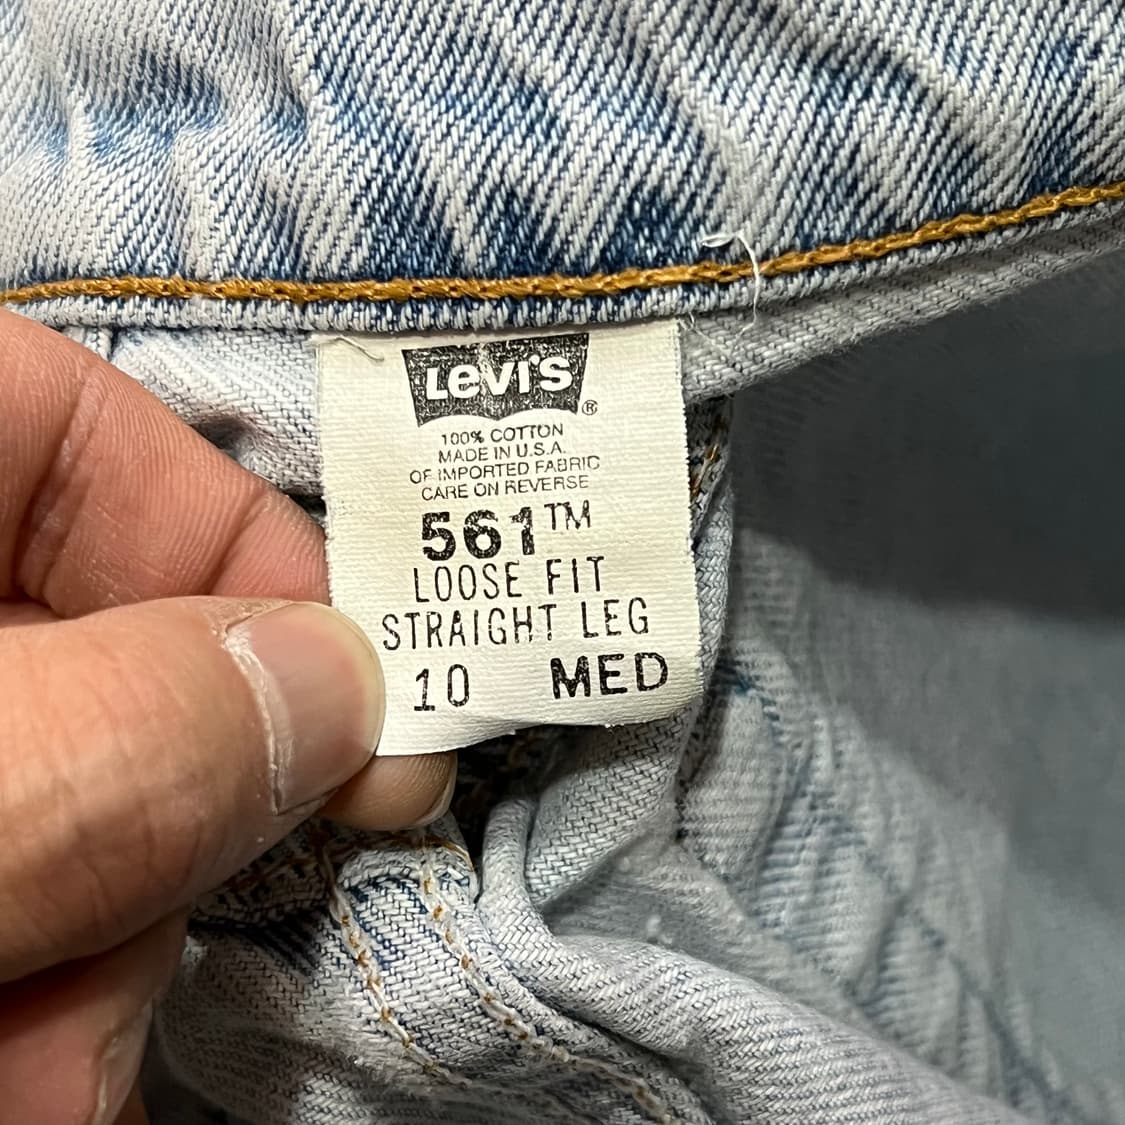 LEVI'S ®
100% COTTON
MADE IN U.S.A.
OF IMPORTED FABRIC
CARE ON REVERSE
561™
LOOSE FIT
STRAIGHT LEG
10 MED